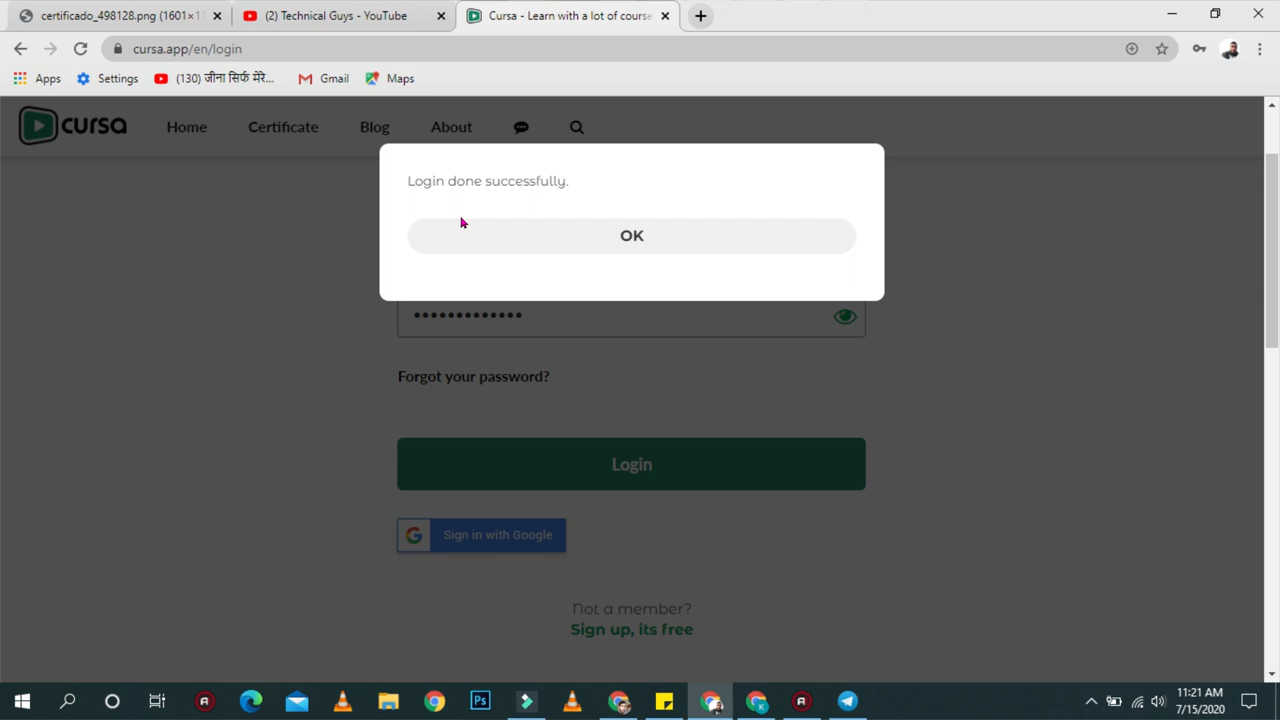 certificado_498128.png (1601×11
(2) Technical Guys - YouTube
Cursa - Learn with a lot of course
cursa.app/en/login
Apps
Settings
(130) जीना सिर्फ मेरे...
Gmail
Maps
cursa
Home
Certificate
Blog
About
Login done successfully.
OK
•••••••••••••
Forgot your password?
Login
Sign in with Google
Not a member?
Sign up, its free
Ps
K
11:21 AM
7/15/2020